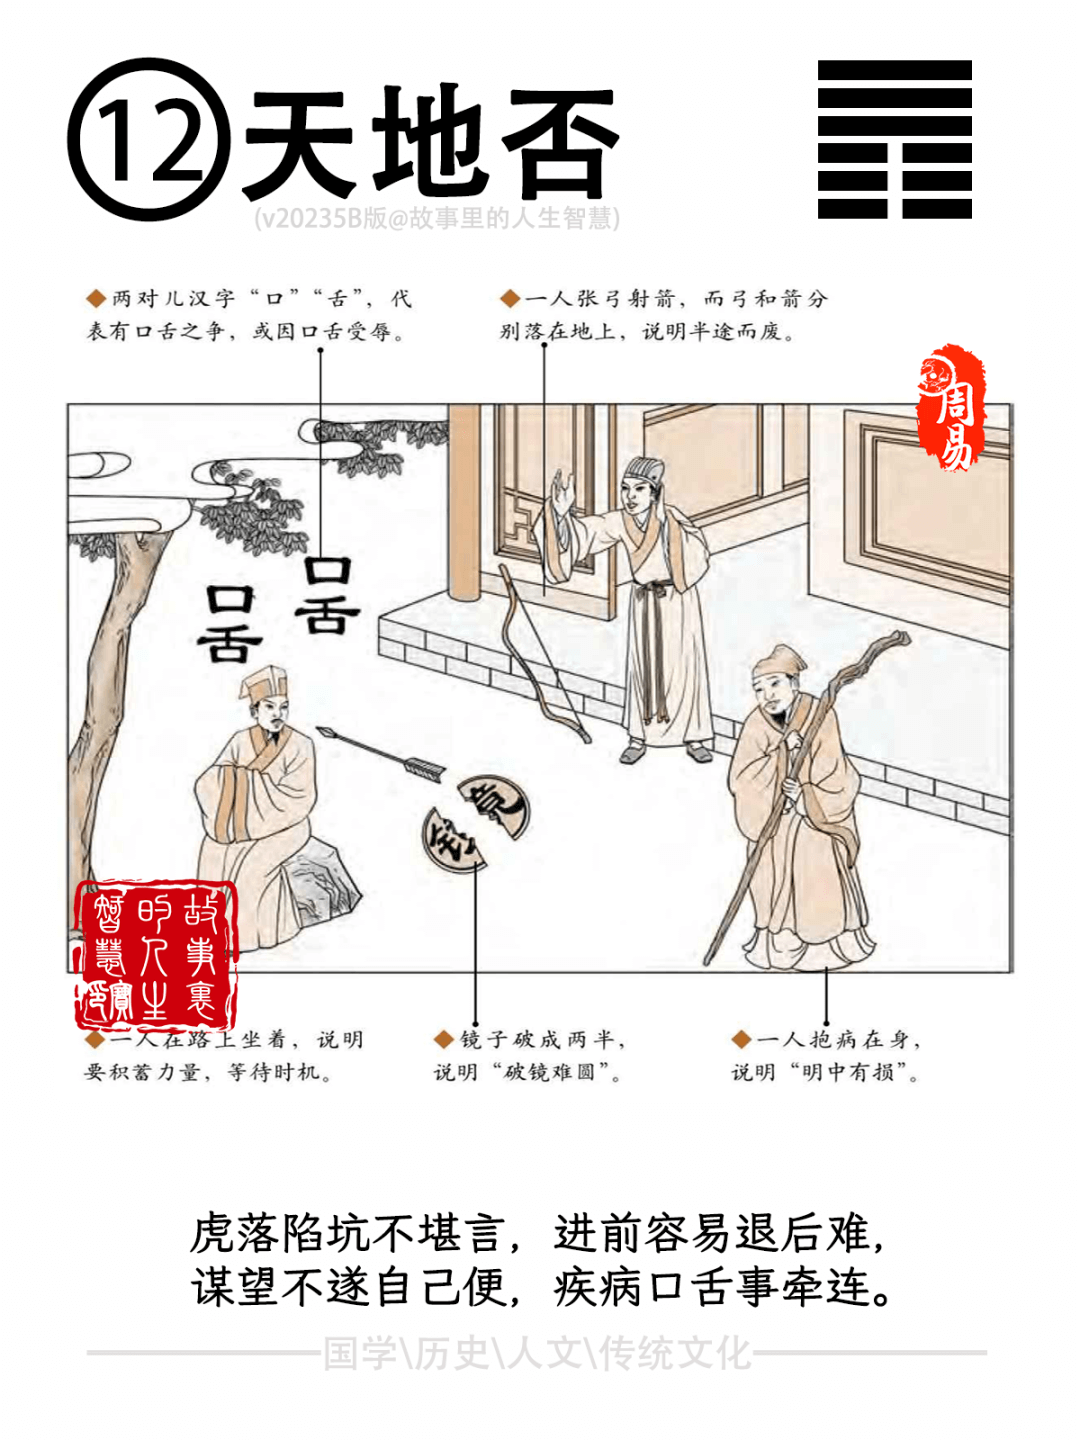 12 天地否
(v20235B版@故事里的人生智慧)
◆两对儿汉字“口”“舌”，代
表有口舌之争，或因口舌受辱。
◆一人张弓射箭，而弓和箭分
别落在地上，说明半途而废。
周易
口舌
口舌
故事裏
的人生
智慧
◆一人在路上坐着，说明
要积蓄力量，等待时机。
◆镜子破成两半，
说明“破镜难圆”。
◆一人抱病在身，
说明“明中有损”。
虎落陷坑不堪言，进前容易退后难，
谋望不遂自己便，疾病口舌事牵连。
国学\历史\人文\传统文化